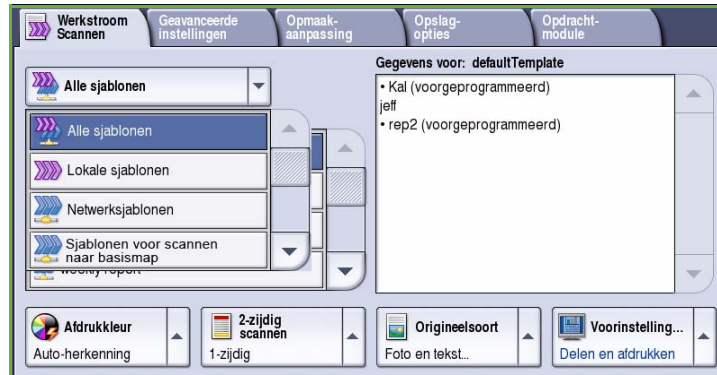 Werkstroom
Scannen
Geavanceerde
instellingen
Opmaak-
aanpassing
Opslag-
opties
Opdracht-
module
Alle sjablonen
Alle sjablonen
Lokale sjablonen
Netwerksjablonen
Sjablonen voor scannen
naar basismap
weekly report
Gegevens voor: defaultTemplate
• Kal (voorgeprogrammeerd)
jeff
• rep2 (voorgeprogrammeerd)
Afdrukkleur
Auto-herkenning
2-zijdig
scannen
1-zijdig
Origineelsoort
Foto en tekst...
Voorinstelling...
Delen en afdrukken